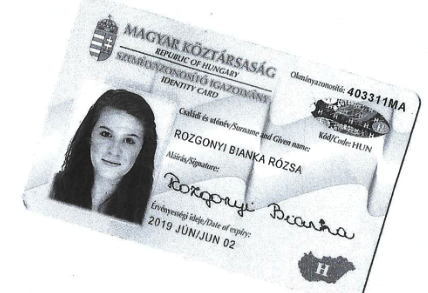 MAGYAR KÖZTÁRSASÁG
REPUBLIC OF HUNGARY
SZEMÉLYAZONOSÍTÓ IGAZOLVÁNY
IDENTITY CARD
Okmányazonosító: 403311MA
Kód/Code: HUN
Családi és utónév/Surname and Given name:
ROZGONYI BIANKA RÓZSA
Aláírás/Signature:
Rozgonyi Bianka
Érvényességi ideje/Date of expiry:
2019 JÚN/JUN 02
H